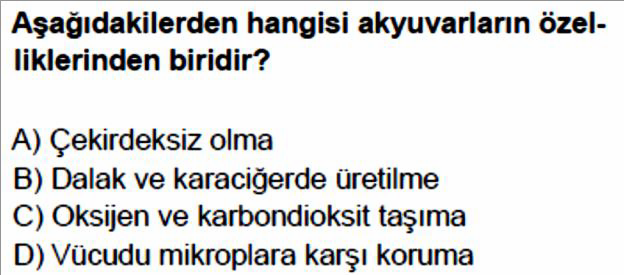 Aşağıdakilerden hangisi akyuvarların özel-
liklerinden biridir?
A) Çekirdeksiz olma
B) Dalak ve karaciğerde üretilme
C) Oksijen ve karbondioksit taşıma
D) Vücudu mikroplara karşı koruma